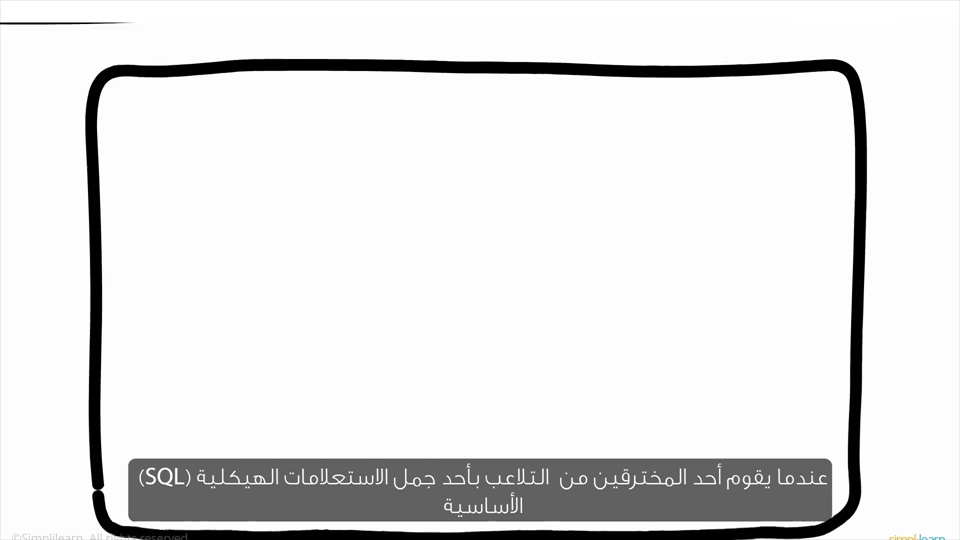 عندما يقوم أحد المخترقين من التلاعب بأحد جمل الاستعلامات الهيكلية (SQL)
الأساسية
©Simplilearn. All rights reserved.
simplilearn